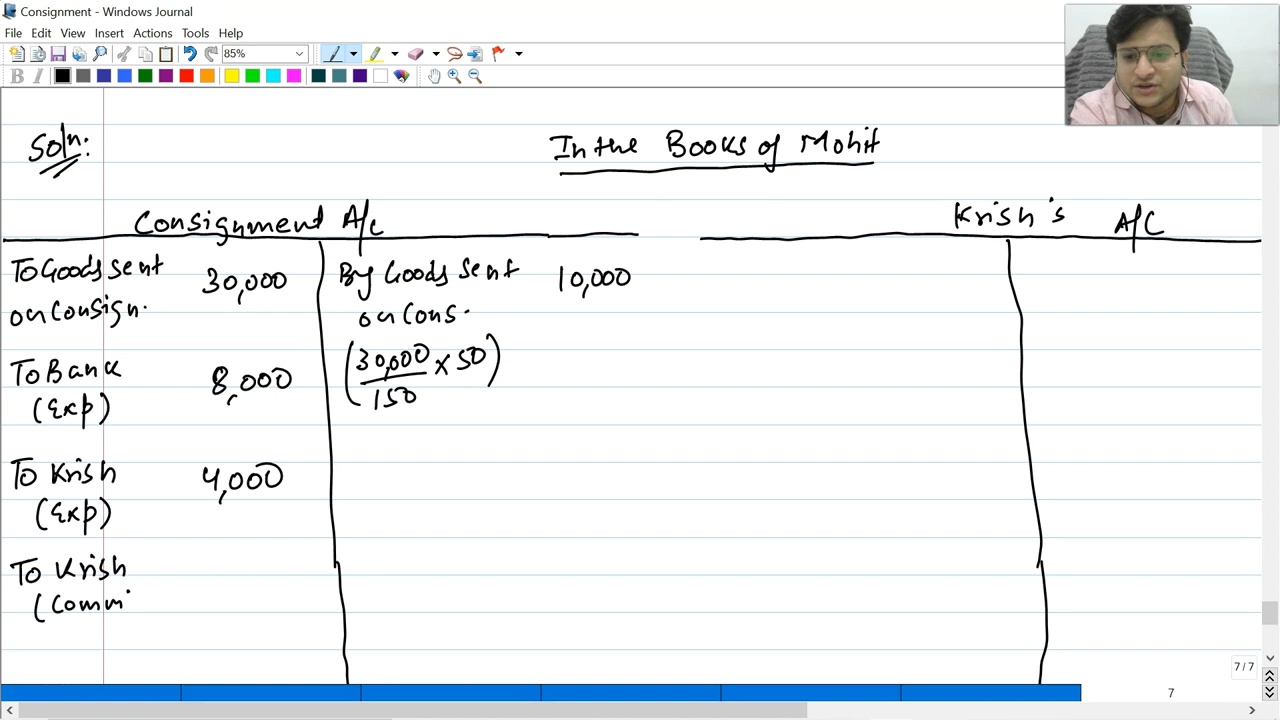 Consignment - Windows Journal
File Edit View Insert Actions Tools Help
85%
B I
Soln:
In the Books of Mohit
Consignment A/c
Krish's A/C
To Goods sent 30,000 By Goods sent 10,000
on Consign. on Cons.
To Bank 8,000 (30,000/150 x 50)
(Exp)
To Krish 4,000
(Exp)
To Krish
(Commi
7 / 7
7